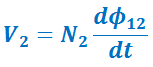 V₂ = N₂ dϕ₁₂/dt